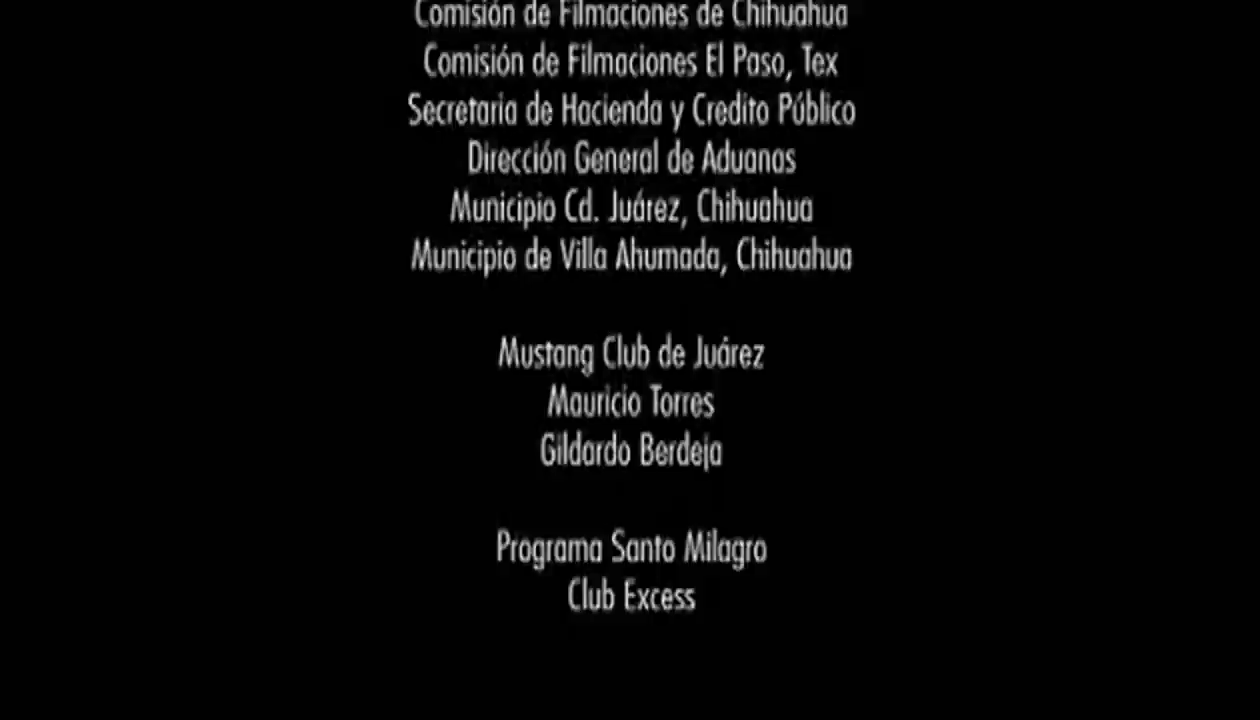 Comisión de Filmaciones de Chihuahua
Comisión de Filmaciones El Paso, Tex
Secretaria de Hacienda y Credito Público
Dirección General de Aduanas
Municipio Cd. Juárez, Chihuahua
Municipio de Villa Ahumada, Chihuahua
Mustang Club de Juárez
Mauricio Torres
Gildardo Berdeja
Programa Santo Milagro
Club Excess